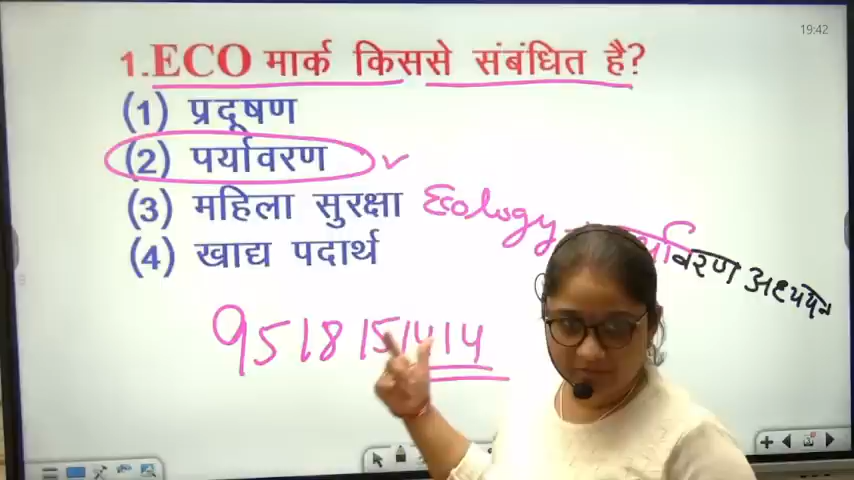 19:42
1.ECO मार्क किससे संबंधित है?
(1) प्रदूषण
(2) पर्यावरण
(3) महिला सुरक्षा
(4) खाद्य पदार्थ
Ecology
अध्ययन